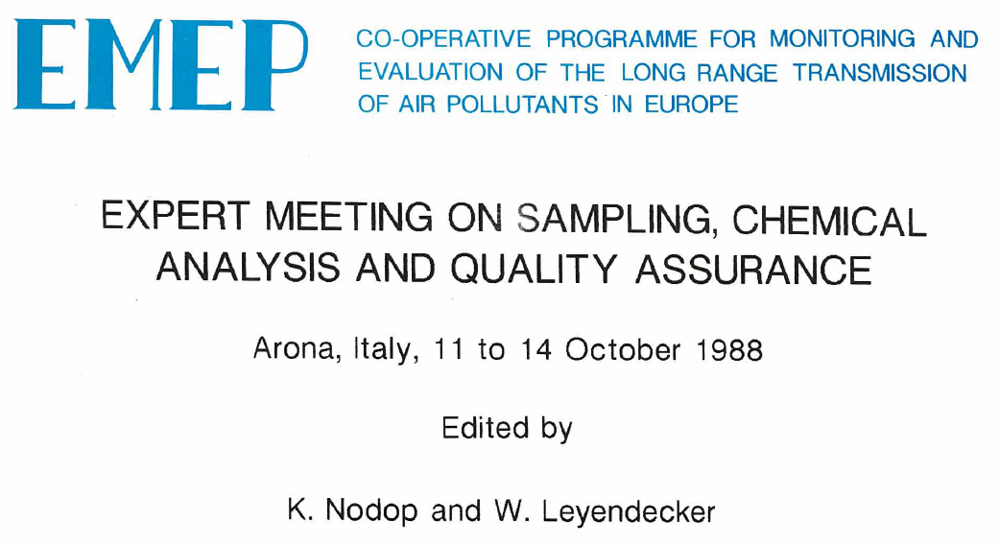 EMEP
CO-OPERATIVE PROGRAMME FOR MONITORING AND
EVALUATION OF THE LONG RANGE TRANSMISSION
OF AIR POLLUTANTS IN EUROPE
EXPERT MEETING ON SAMPLING, CHEMICAL
ANALYSIS AND QUALITY ASSURANCE
Arona, Italy, 11 to 14 October 1988
Edited by
K. Nodop and W. Leyendecker